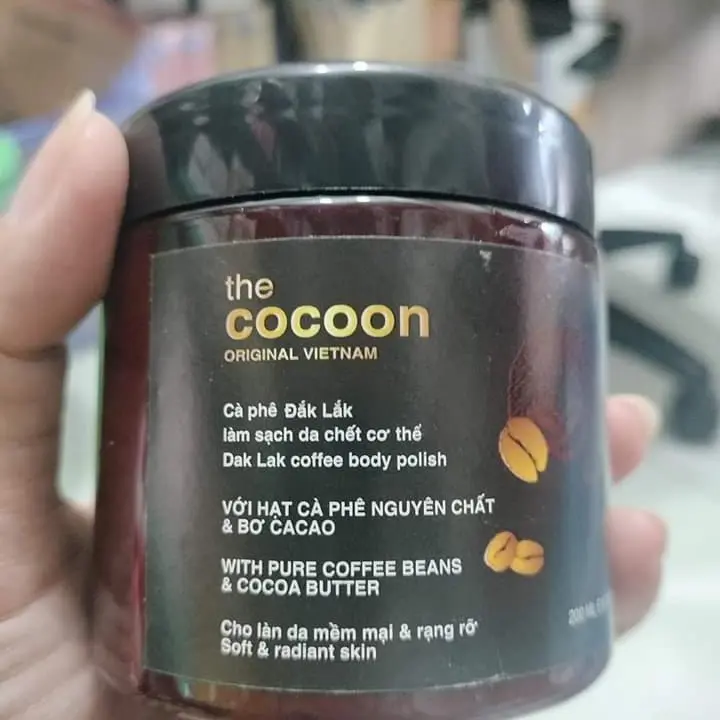 the
cocoon
ORIGINAL VIETNAM
Cà phê Đắk Lắk
làm sạch da chết cơ thể
Dak Lak coffee body polish
VỚI HẠT CÀ PHÊ NGUYÊN CHẤT
& BƠ CACAO
WITH PURE COFFEE BEANS
& COCOA BUTTER
Cho làn da mềm mại & rạng rỡ
Soft & radiant skin
200 ML